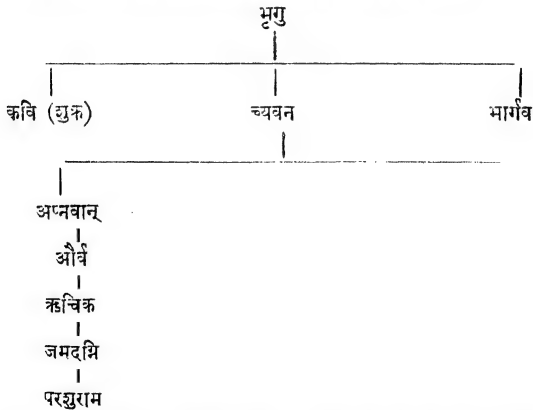 भृगु
कवि (शुक्र) च्यवन भार्गव
अप्नवान्
और्व
ऋचिक
जमदग्नि
परशुराम